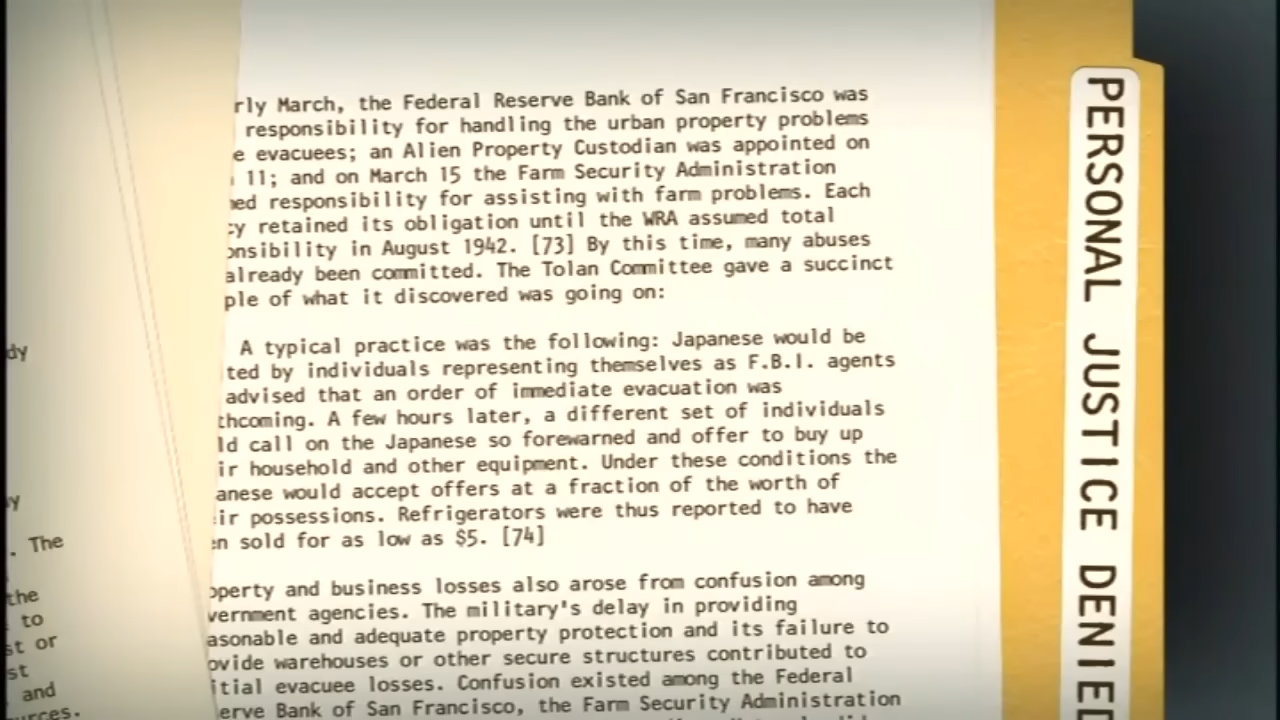 rly March, the Federal Reserve Bank of San Francisco was
responsibility for handling the urban property problems
e evacuees; an Alien Property Custodian was appointed on
11; and on March 15 the Farm Security Administration
ed responsibility for assisting with farm problems. Each
cy retained its obligation until the WRA assumed total
onsibility in August 1942. [73] By this time, many abuses
already been committed. The Tolan Committee gave a succinct
ple of what it discovered was going on:
A typical practice was the following: Japanese would be
ted by individuals representing themselves as F.B.I. agents
advised that an order of immediate evacuation was
thcoming. A few hours later, a different set of individuals
ld call on the Japanese so forewarned and offer to buy up
ir household and other equipment. Under these conditions the
anese would accept offers at a fraction of the worth of
ir possessions. Refrigerators were thus reported to have
n sold for as low as $5. [74]
operty and business losses also arose from confusion among
vernment agencies. The military's delay in providing
asonable and adequate property protection and its failure to
ovide warehouses or other secure structures contributed to
itial evacuee losses. Confusion existed among the Federal
erve Bank of San Francisco, the Farm Security Administration
dy
y
. The
the
to
st or
st
and
urces.
PERSONAL JUSTICE DENIED